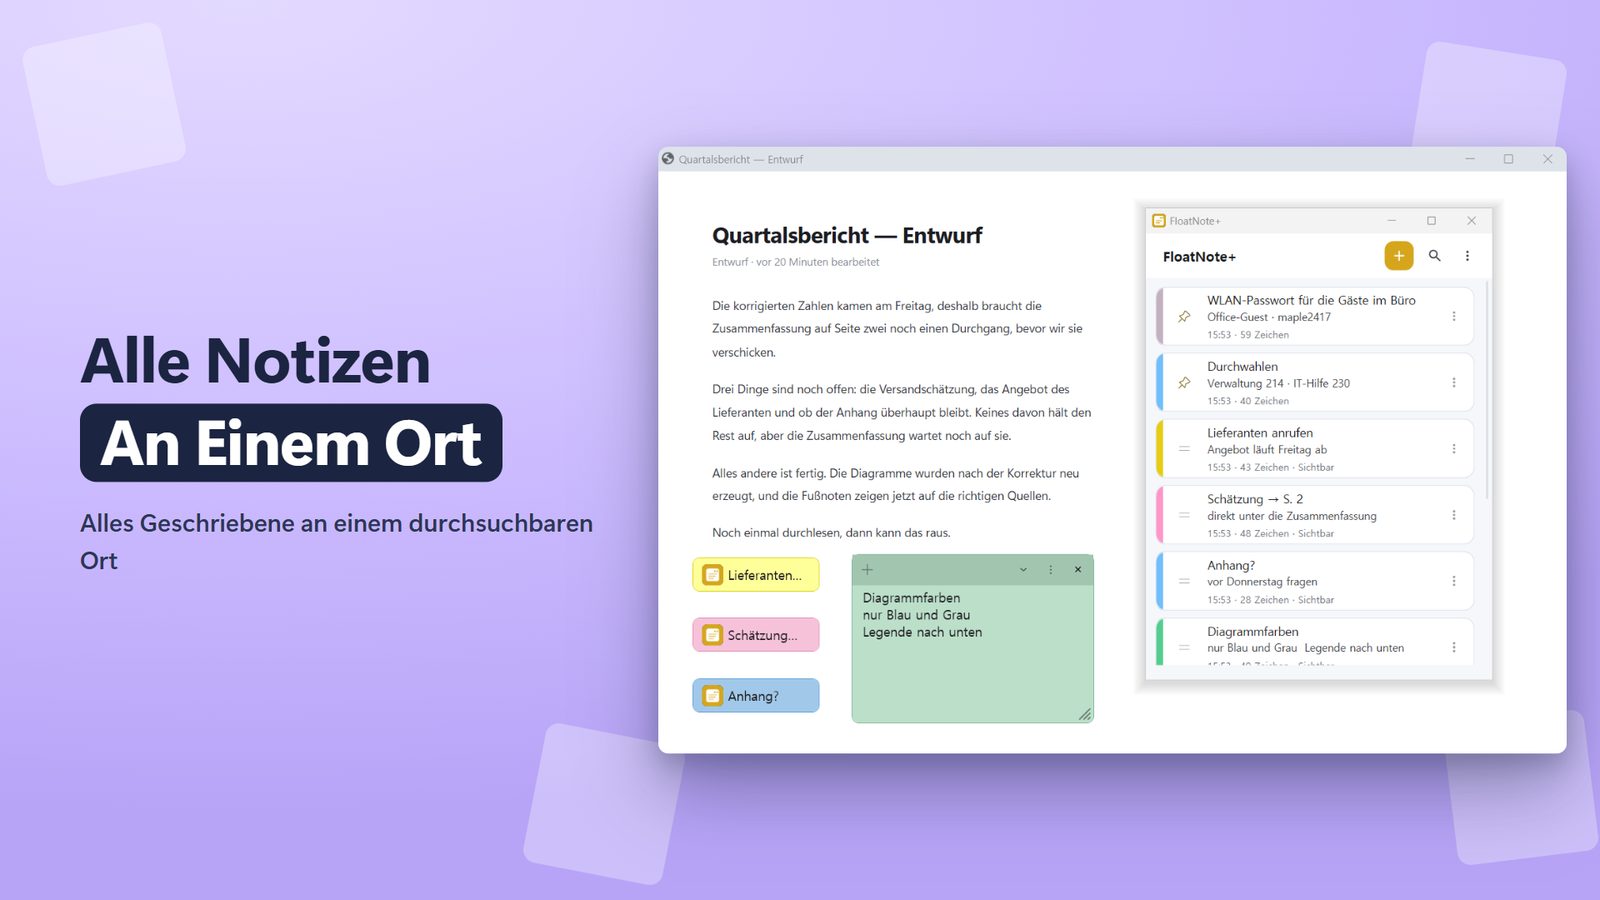 Alle Notizen
An Einem Ort
Alles Geschriebene an einem durchsuchbaren
Ort
Quartalsbericht — Entwurf
Quartalsbericht — Entwurf
Entwurf · vor 20 Minuten bearbeitet
Die korrigierten Zahlen kamen am Freitag, deshalb braucht die
Zusammenfassung auf Seite zwei noch einen Durchgang, bevor wir sie
verschicken.
Drei Dinge sind noch offen: die Versandschätzung, das Angebot des
Lieferanten und ob der Anhang überhaupt bleibt. Keines davon hält den
Rest auf, aber die Zusammenfassung wartet noch auf sie.
Alles andere ist fertig. Die Diagramme wurden nach der Korrektur neu
erzeugt, und die Fußnoten zeigen jetzt auf die richtigen Quellen.
Noch einmal durchlesen, dann kann das raus.
Lieferanten...
Schätzung...
Anhang?
Diagrammfarben
nur Blau und Grau
Legende nach unten
FloatNote+
FloatNote+
WLAN-Passwort für die Gäste im Büro
Office-Guest · maple2417
15:53 · 59 Zeichen
Durchwahlen
Verwaltung 214 · IT-Hilfe 230
15:53 · 40 Zeichen
Lieferanten anrufen
Angebot läuft Freitag ab
15:53 · 43 Zeichen · Sichtbar
Schätzung → S. 2
direkt unter die Zusammenfassung
15:53 · 48 Zeichen · Sichtbar
Anhang?
vor Donnerstag fragen
15:53 · 28 Zeichen · Sichtbar
Diagrammfarben
nur Blau und Grau Legende nach unten
15:53 · 49 Zeichen · Sichtbar